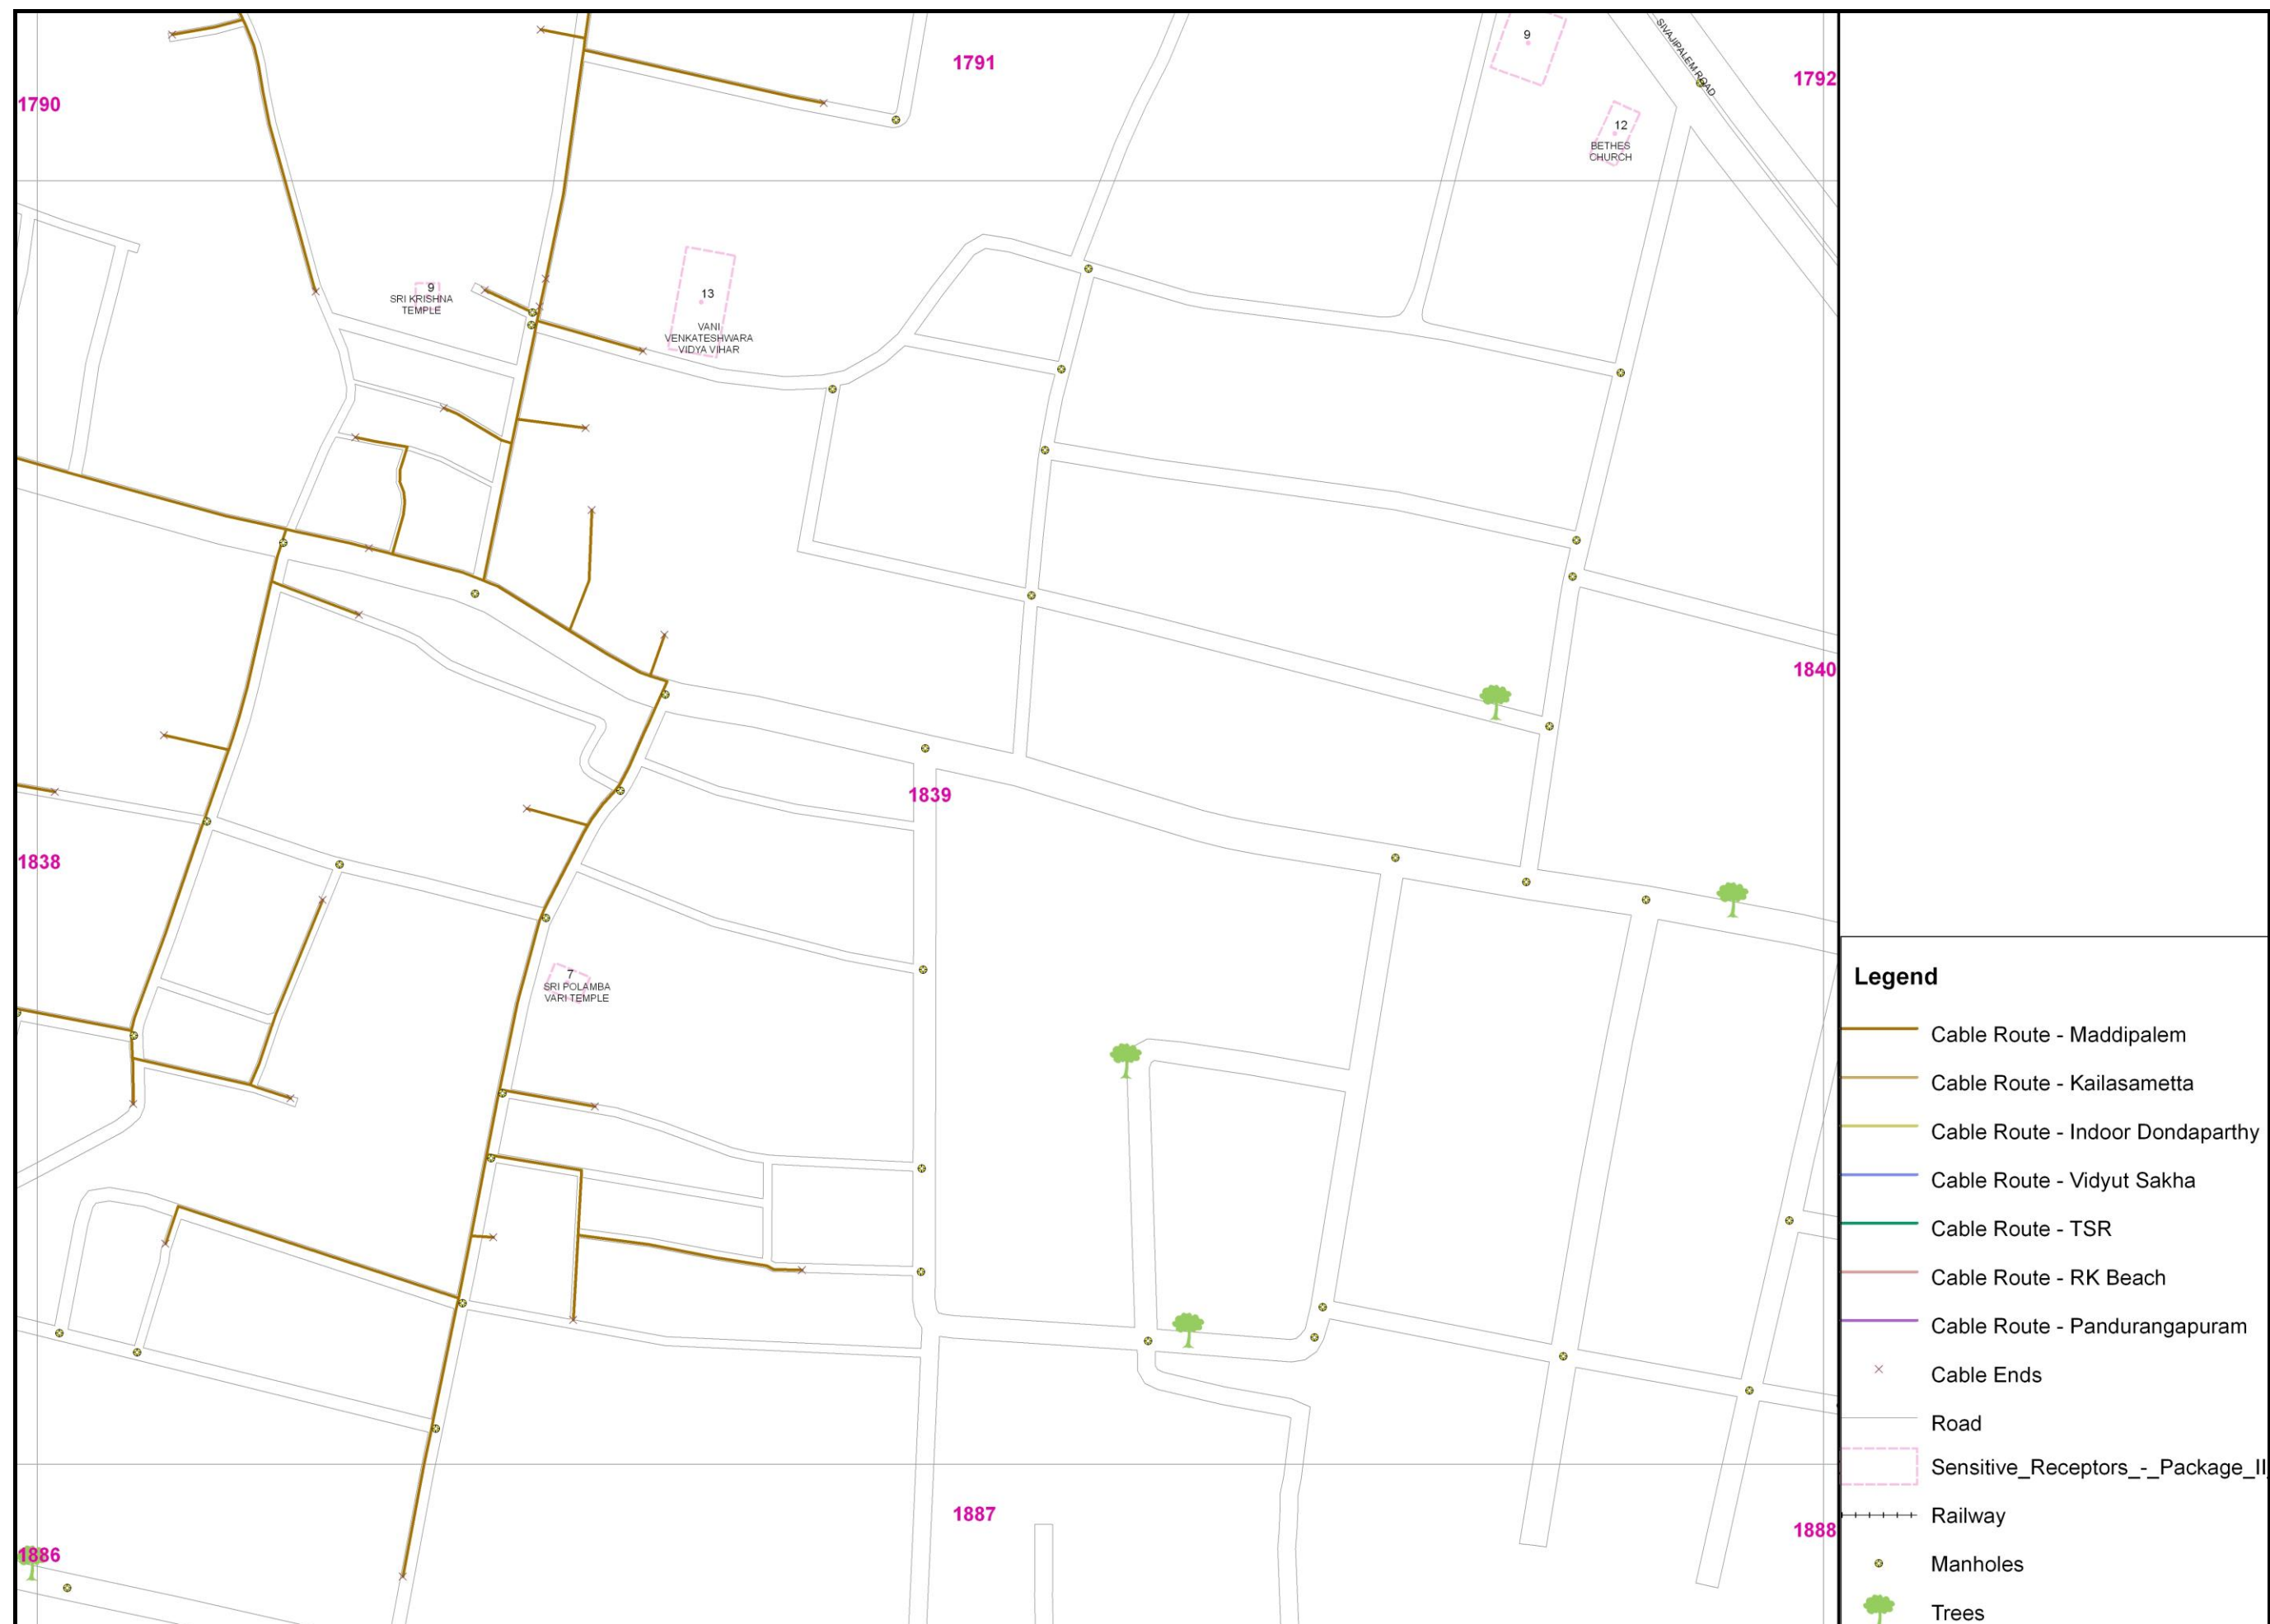 SIVAJIPALEM ROAD
9
1791
1792
1790
12
BETHES
CHURCH
9
SRI KRISHNA
TEMPLE
13
VANI
VENKATESHWARA
VIDYA VIHAR
1840
1839
1838
7
SRI POLAMBA
VARI TEMPLE
1887
1888
1886
Legend
Cable Route - Maddipalem
Cable Route - Kailasametta
Cable Route - Indoor Dondaparthy
Cable Route - Vidyut Sakha
Cable Route - TSR
Cable Route - RK Beach
Cable Route - Pandurangapuram
Cable Ends
Road
Sensitive_Receptors_-_Package_II
Railway
Manholes
Trees